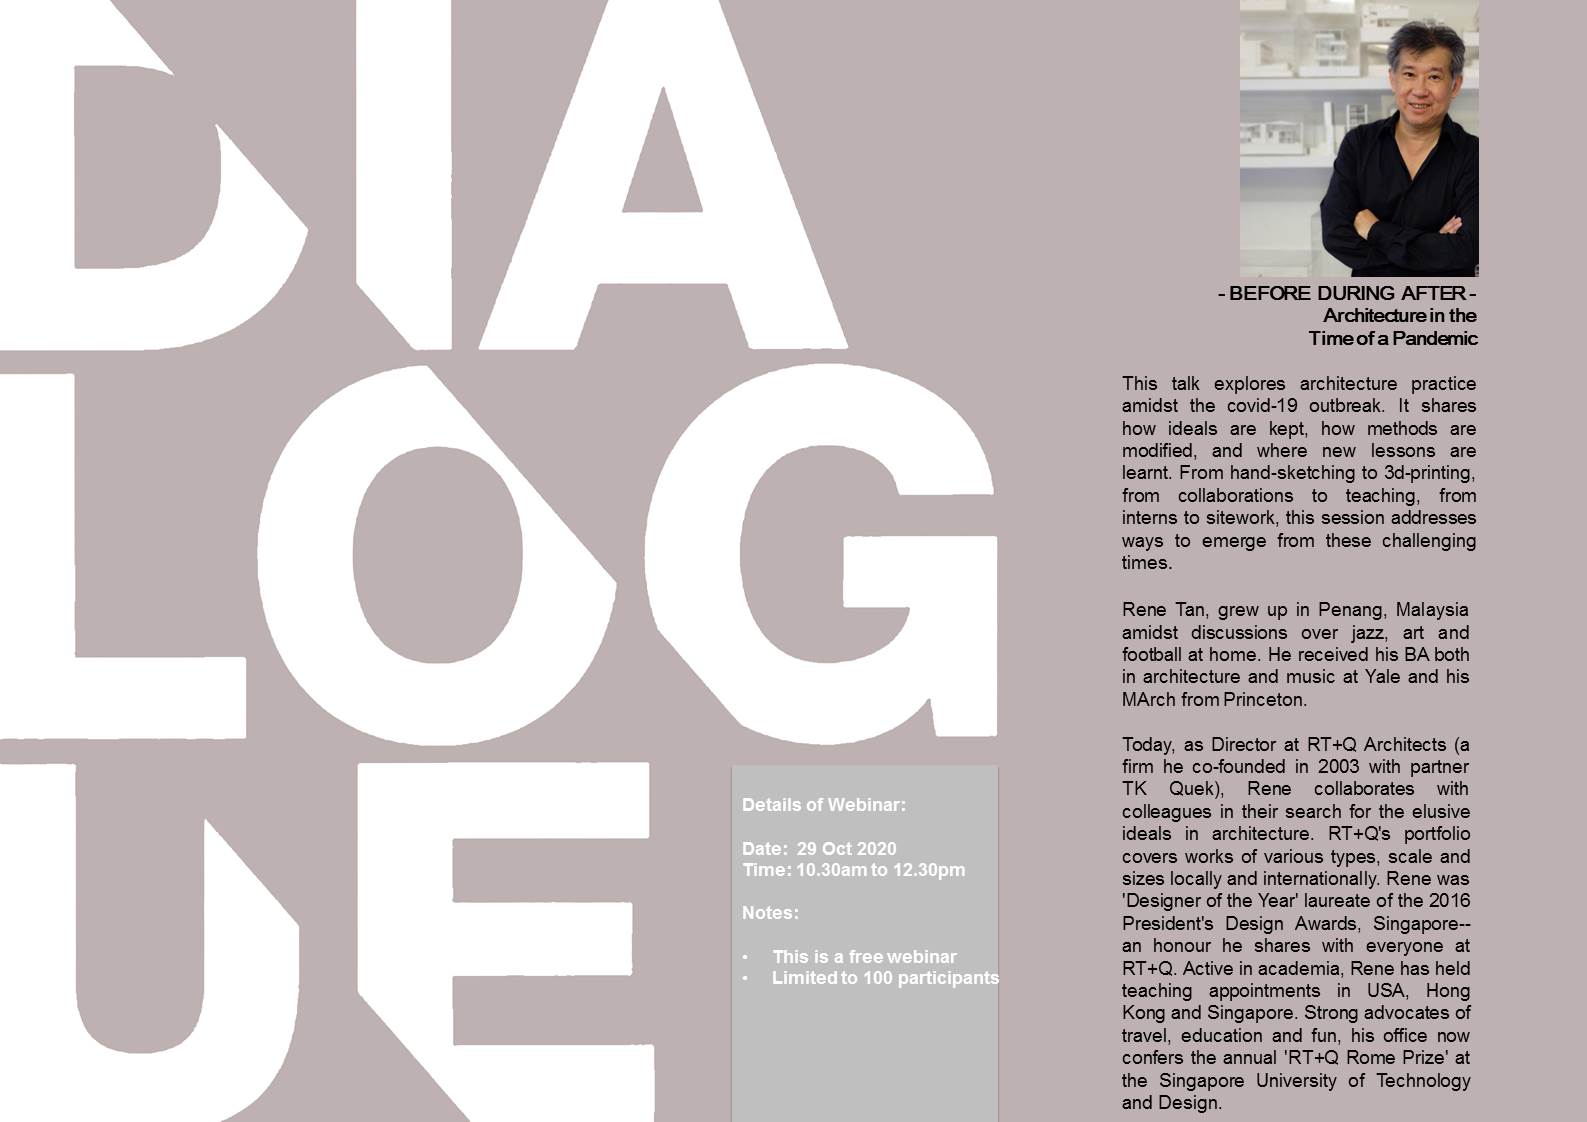 DIA
LOG
UE
- BEFORE DURING AFTER -
Architecture in the
Time of a Pandemic
This talk explores architecture practice
amidst the covid-19 outbreak. It shares
how ideals are kept, how methods are
modified, and where new lessons are
learnt. From hand-sketching to 3d-printing,
from collaborations to teaching, from
interns to sitework, this session addresses
ways to emerge from these challenging
times.
Rene Tan, grew up in Penang, Malaysia
amidst discussions over jazz, art and
football at home. He received his BA both
in architecture and music at Yale and his
MArch from Princeton.
Today, as Director at RT+Q Architects (a
firm he co-founded in 2003 with partner
TK Quek), Rene collaborates with
colleagues in their search for the elusive
ideals in architecture. RT+Q's portfolio
covers works of various types, scale and
sizes locally and internationally. Rene was
'Designer of the Year' laureate of the 2016
President's Design Awards, Singapore--
an honour he shares with everyone at
RT+Q. Active in academia, Rene has held
teaching appointments in USA, Hong
Kong and Singapore. Strong advocates of
travel, education and fun, his office now
confers the annual 'RT+Q Rome Prize' at
the Singapore University of Technology
and Design.
Details of Webinar:
Date: 29 Oct 2020
Time: 10.30am to 12.30pm
Notes:
• This is a free webinar
• Limited to 100 participants